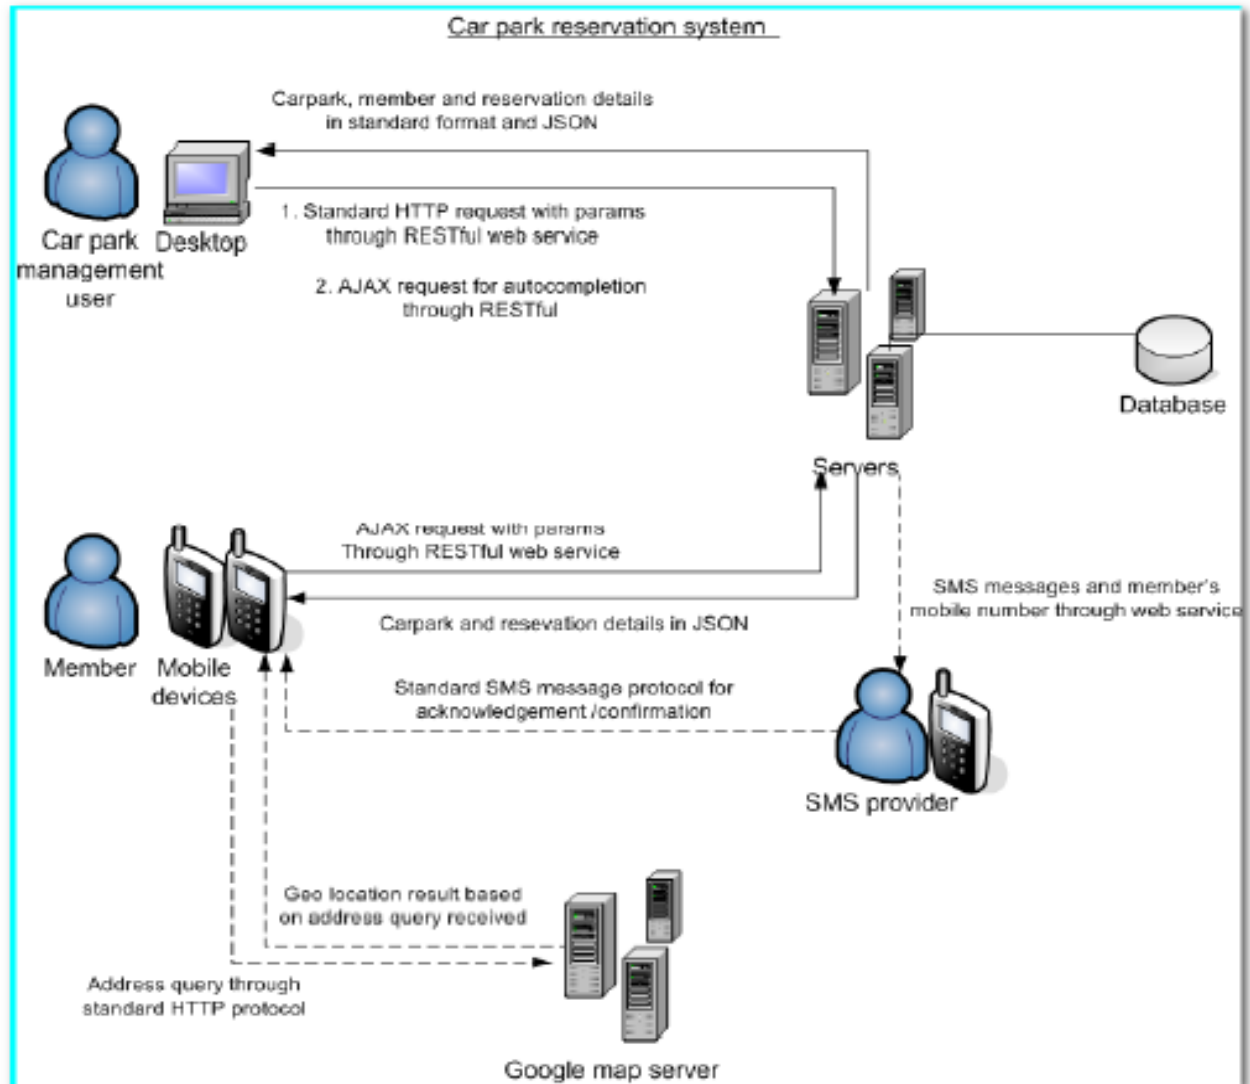 Car park reservation system
Carpark, member and reservation details
in standard format and JSON
1. Standard HTTP request with params
through RESTful web service
2. AJAX request for autocompletion
through RESTful
Car park
management
user
Desktop
Database
Servers
AJAX request with params
Through RESTful web service
Carpark and resevation details in JSON
SMS messages and member's
mobile number through web service
Member
Mobile
devices
Standard SMS message protocol for
acknowledgement /confirmation
SMS provider
Geo location result based
on address query received
Address query through
standard HTTP protocol
Google map server